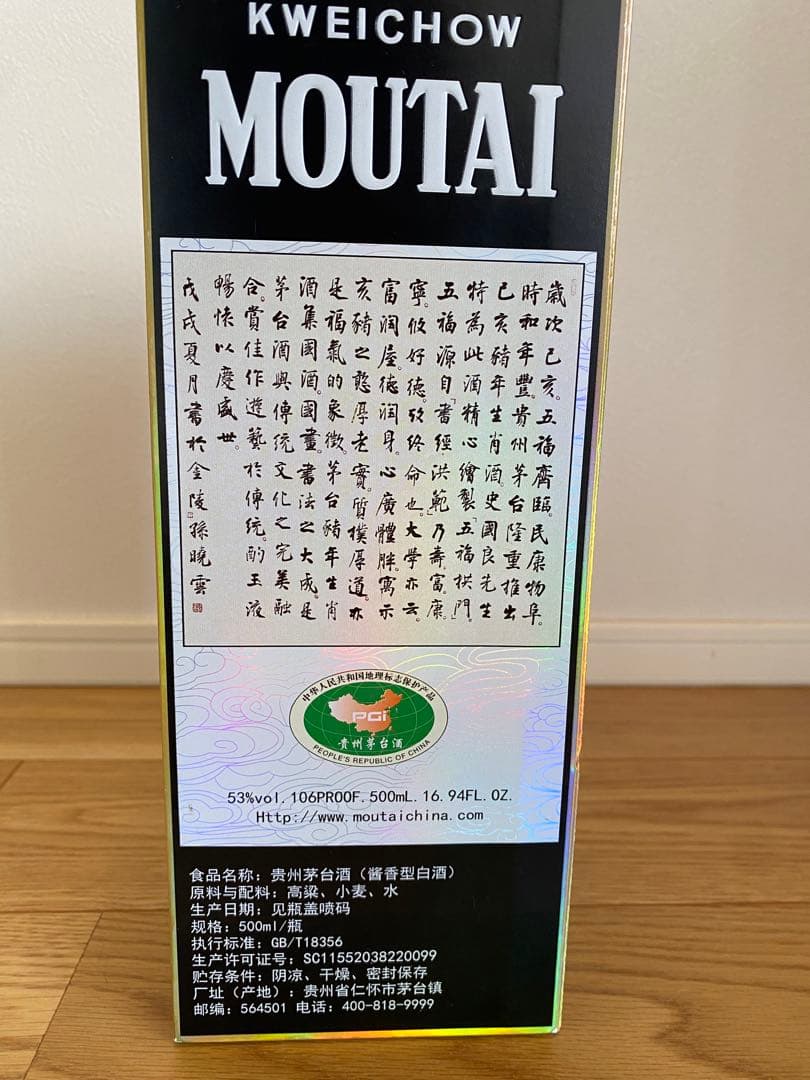 KWEICHOW
MOUTAI
歲次己亥。五福齊臨。民康物阜。
時和年豐。貴州茅台隆重推出
己亥豬年生肖酒。史國良先生
特為此酒精心繪製「五福拱門」
五福源自「書經洪範」乃壽富康。
寧。攸好德。攷終命也。大學亦云。
富润屋。德润身。心廣體胖。寓示
亥豬之憨厚老實。質樸厚道。亦
是福氣的象徵。茅台豬年生肖
酒集國酒。國畫。書法之大成。是
茅台酒與傳統文化之完美融
合。賞佳作遊藝於傳統。酌玉液
暢懷以慶盛世。
戊戌夏月書於金陵孫曉雲
中华人民共和国地理标志保护产品
PGI
贵州茅台酒
PEOPLE'S REPUBLIC OF CHINA
53%vol.106PROOF.500mL.16.94FL.OZ.
Http://www.moutaichina.com
食品名称：贵州茅台酒（酱香型白酒）
原料与配料：高粱、小麦、水
生产日期：见瓶盖喷码
规格：500ml/瓶
执行标准：GB/T18356
生产许可证号：SC11552038220099
贮存条件：阴凉、干燥、密封保存
厂址（产地）：贵州省仁怀市茅台镇
邮编：564501 电话：400-818-9999